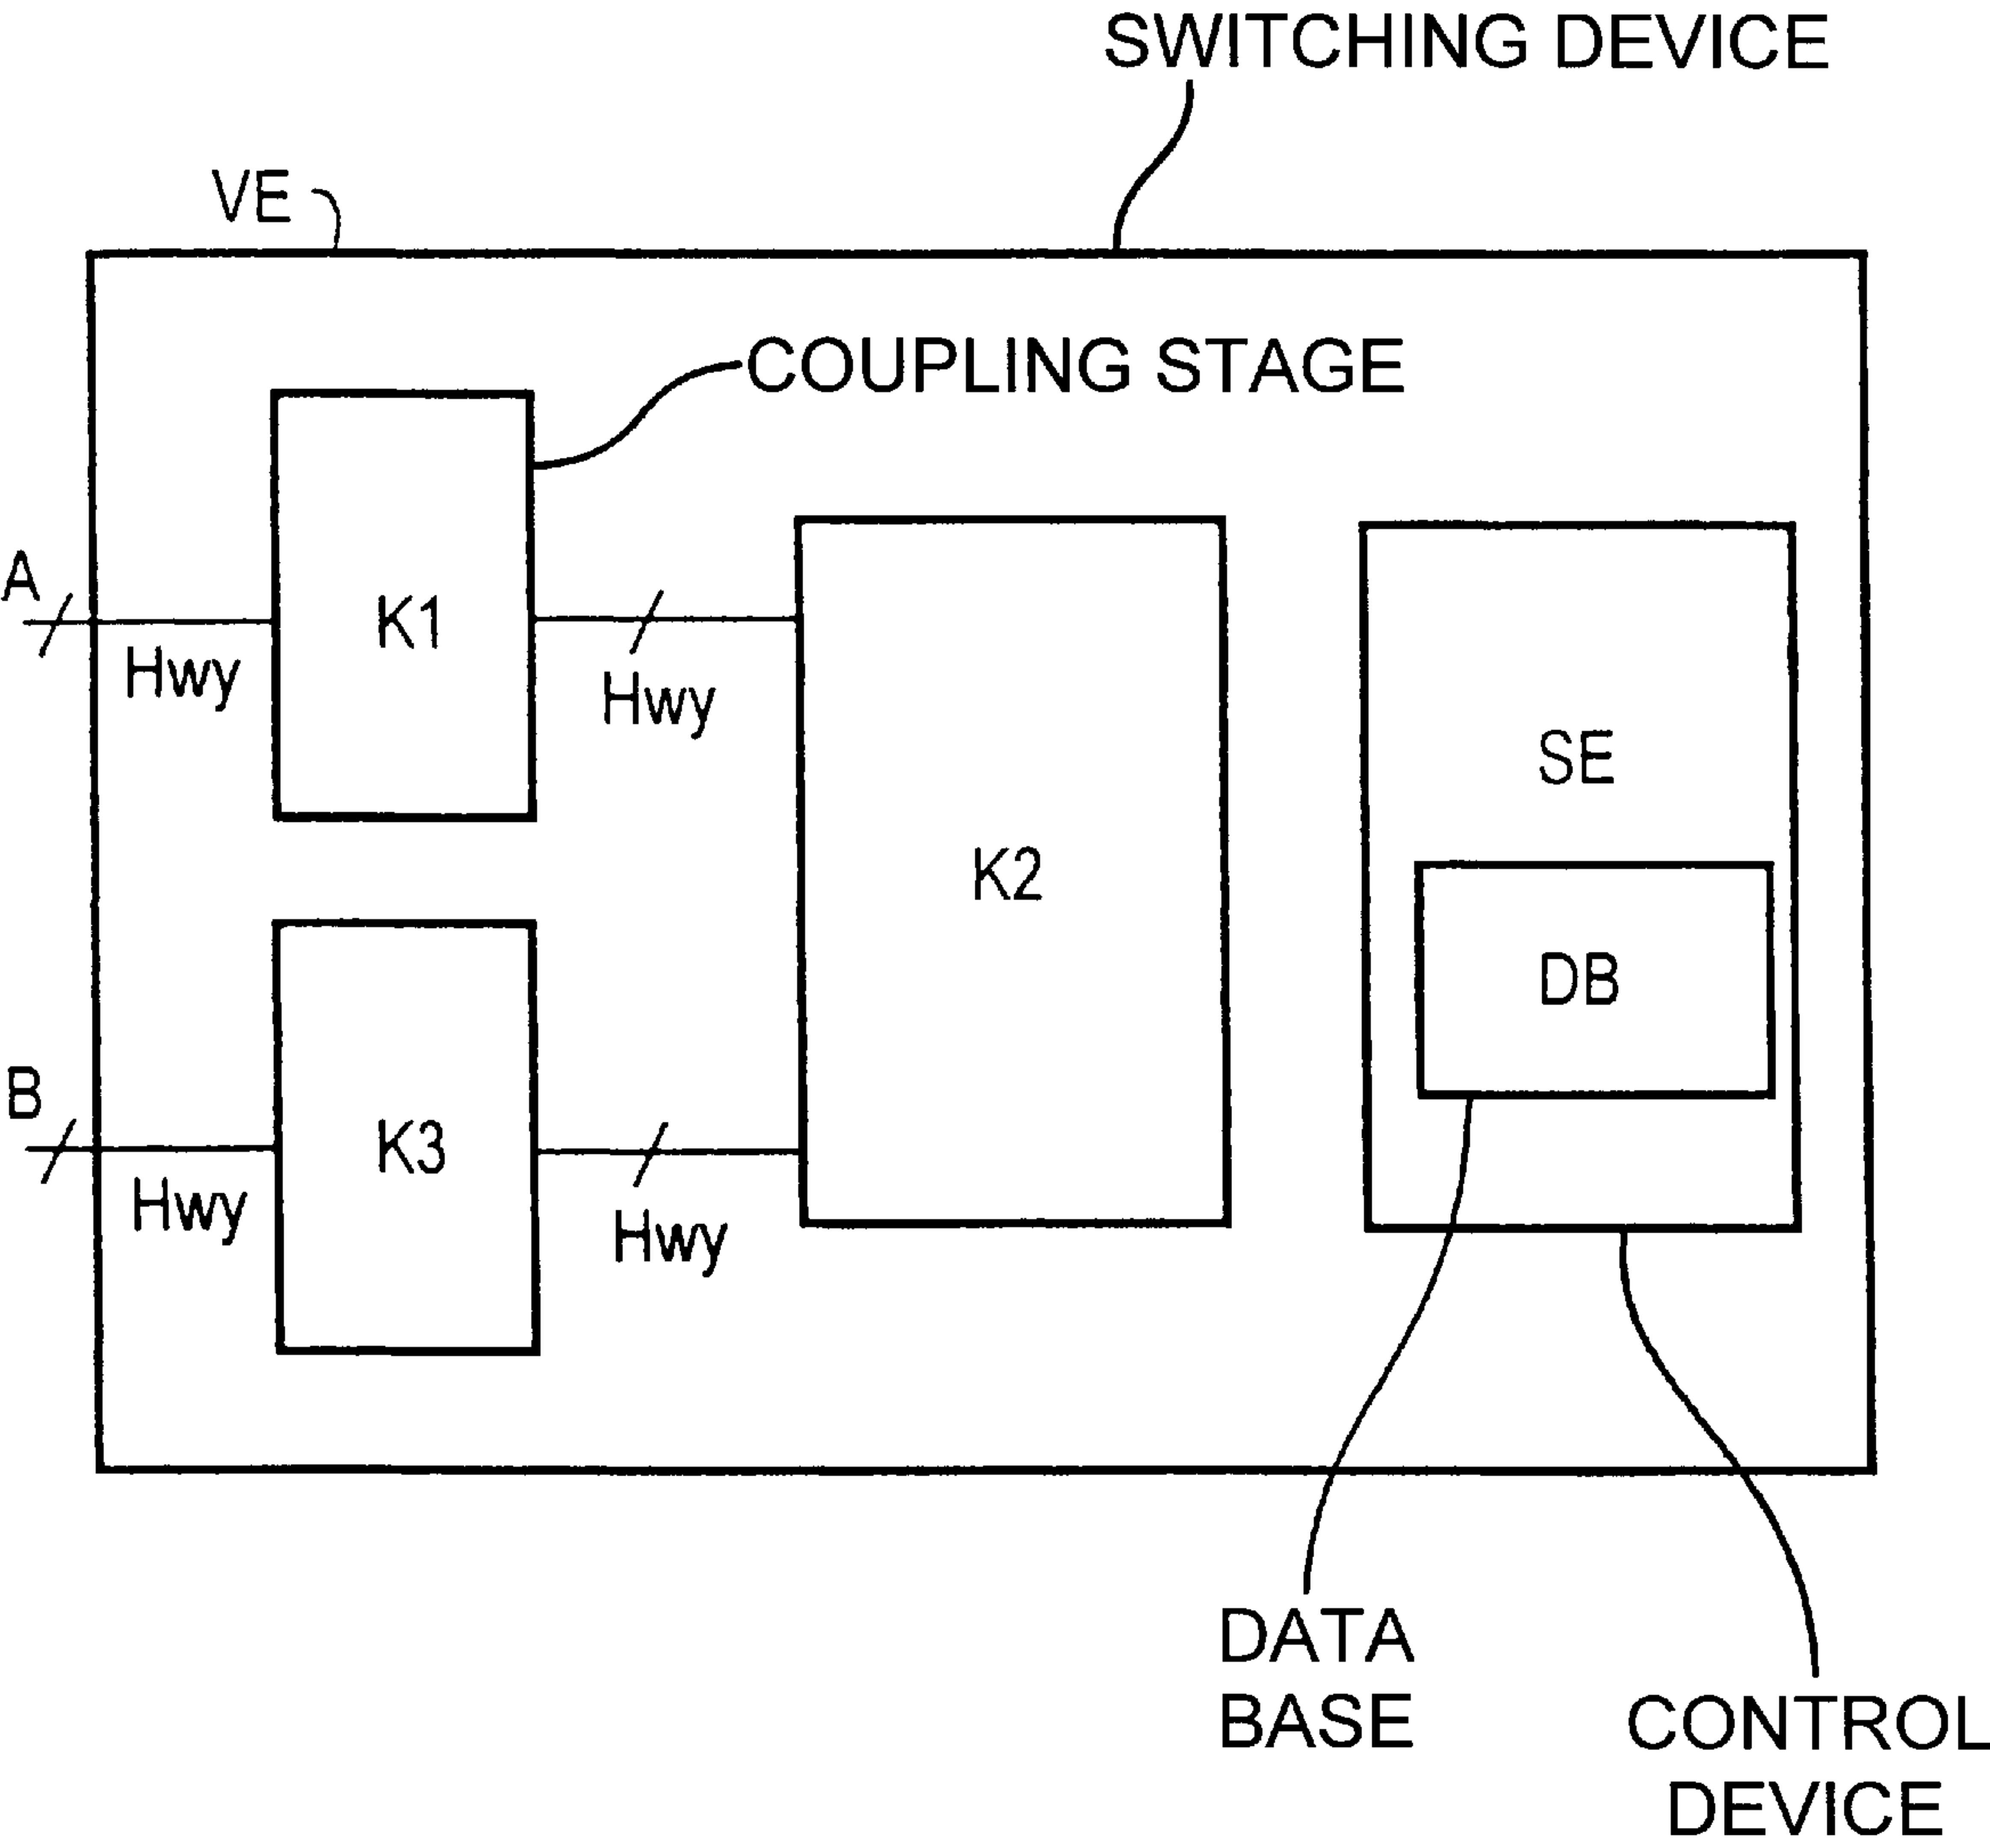 SWITCHING DEVICE
VE
COUPLING STAGE
A
K1
Hwy
Hwy
SE
K2
DB
B
K3
Hwy
Hwy
DATA
BASE
CONTROL
DEVICE